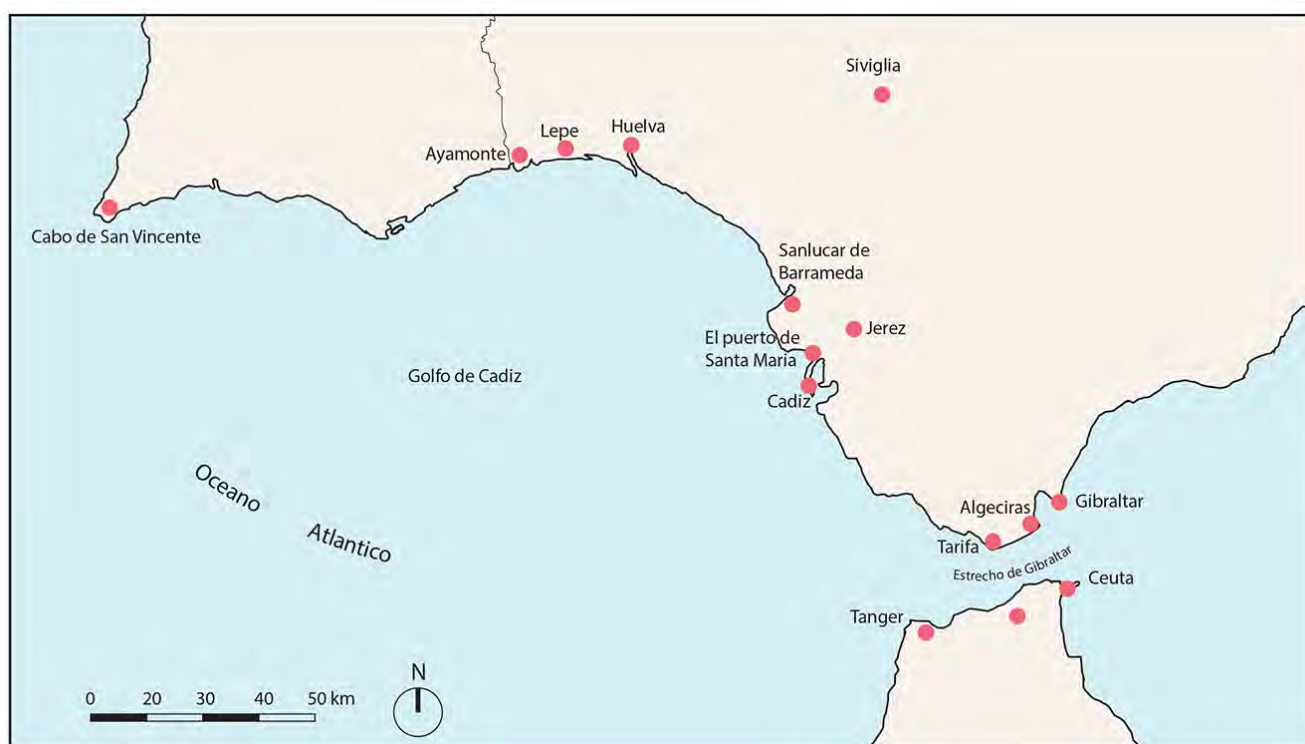 Siviglia
Huelva
Lepe
Ayamonte
Cabo de San Vincente
Sanlucar de
Barrameda
Jerez
El puerto de
Santa Maria
Golfo de Cadiz
Cadiz
Oceano
Atlantico
Gibraltar
Algeciras
Tarifa
Estrecho de Gibraltar
Ceuta
Tanger
N
0 20 30 40 50 km